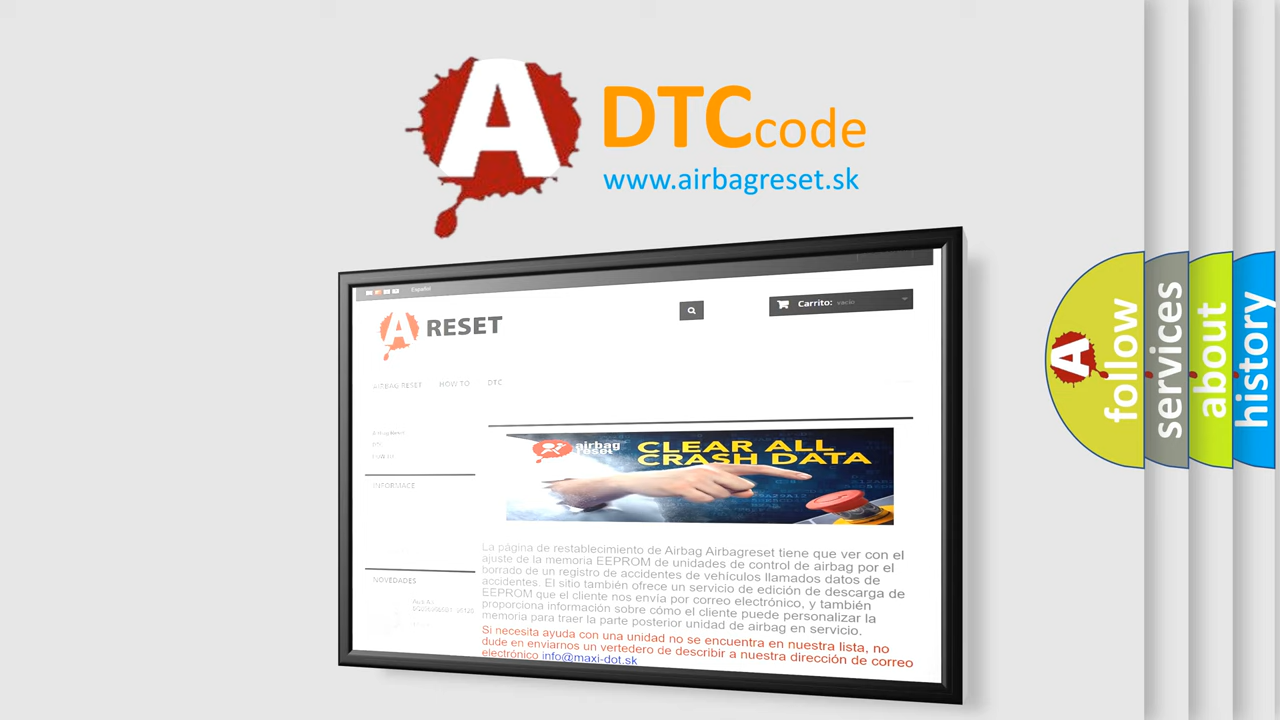 A
DTC code
www.airbagreset.sk
Español
A RESET
Carrito: vacío
AIRBAG RESET HOW TO DTC
INFORMACE
airbag
reset
CLEAR ALL
CRASH DATA
La página de restablecimiento de Airbag Airbagreset tiene que ver con el
ajuste de la memoria EEPROM de unidades de control de airbag por el
borrado de un registro de accidentes de vehículos llamados datos de
accidentes. El sitio también ofrece un servicio de edición de descarga de
EEPROM que el cliente nos envía por correo electrónico, y también
proporciona información sobre cómo el cliente puede personalizar la
memoria para traer la parte posterior unidad de airbag en servicio.
Si necesita ayuda con una unidad no se encuentra en nuestra lista, no
dude en enviarnos un vertedero de describir a nuestra dirección de correo
electrónico info@maxi-dot.sk
NOVEDADES
A
follow
services
about
history